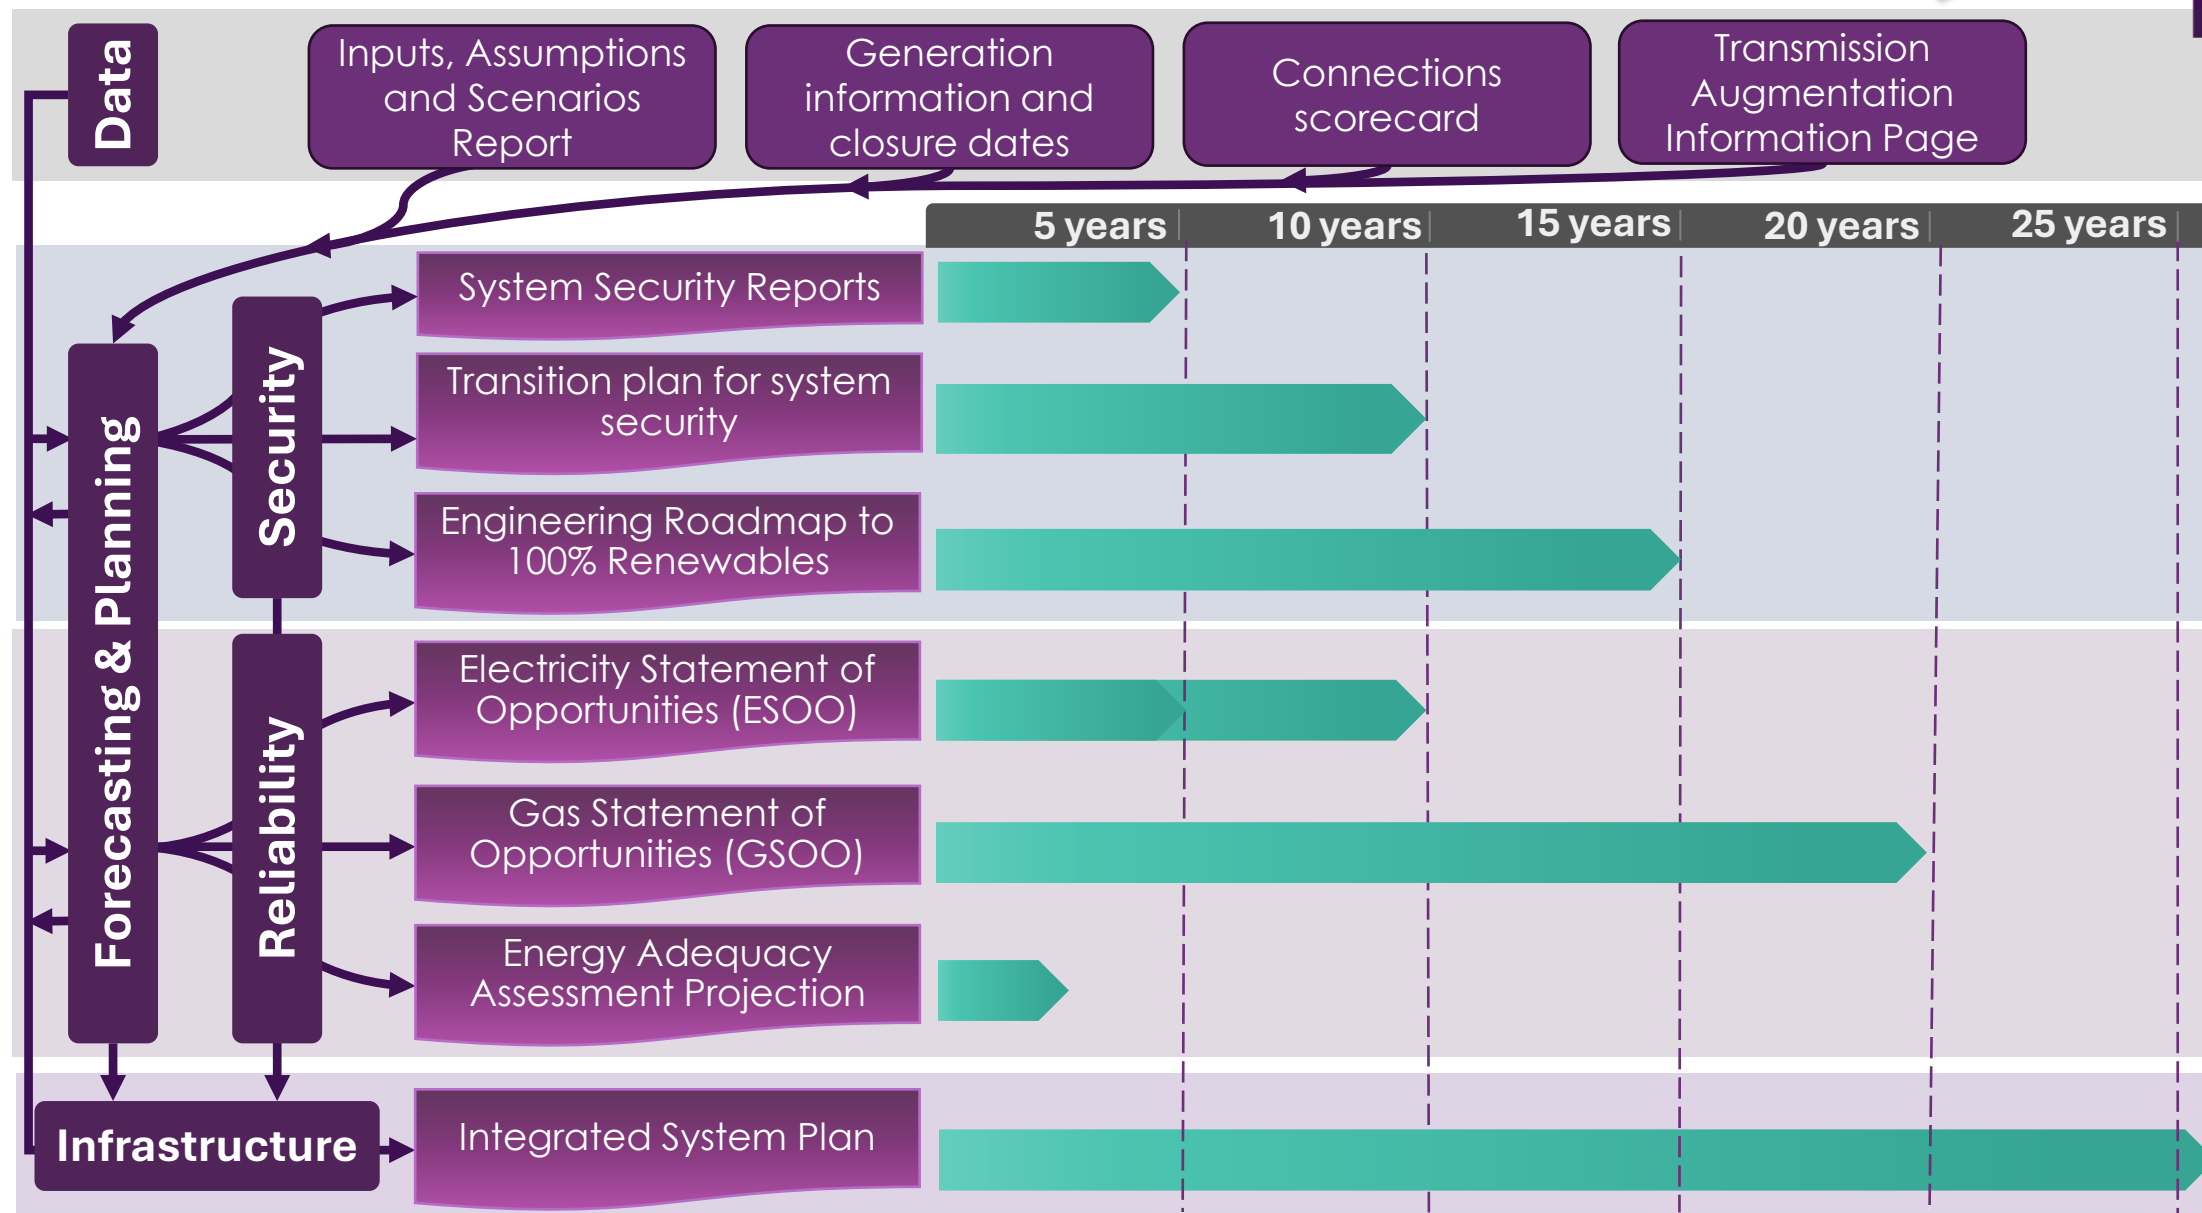 Data
Inputs, Assumptions
and Scenarios
Report
Generation
information and
closure dates
Connections
scorecard
Transmission
Augmentation
Information Page
5 years
10 years
15 years
20 years
25 years
Forecasting & Planning
Security
System Security Reports
Transition plan for system
security
Engineering Roadmap to
100% Renewables
Reliability
Electricity Statement of
Opportunities (ESOO)
Gas Statement of
Opportunities (GSOO)
Energy Adequacy
Assessment Projection
Infrastructure
Integrated System Plan